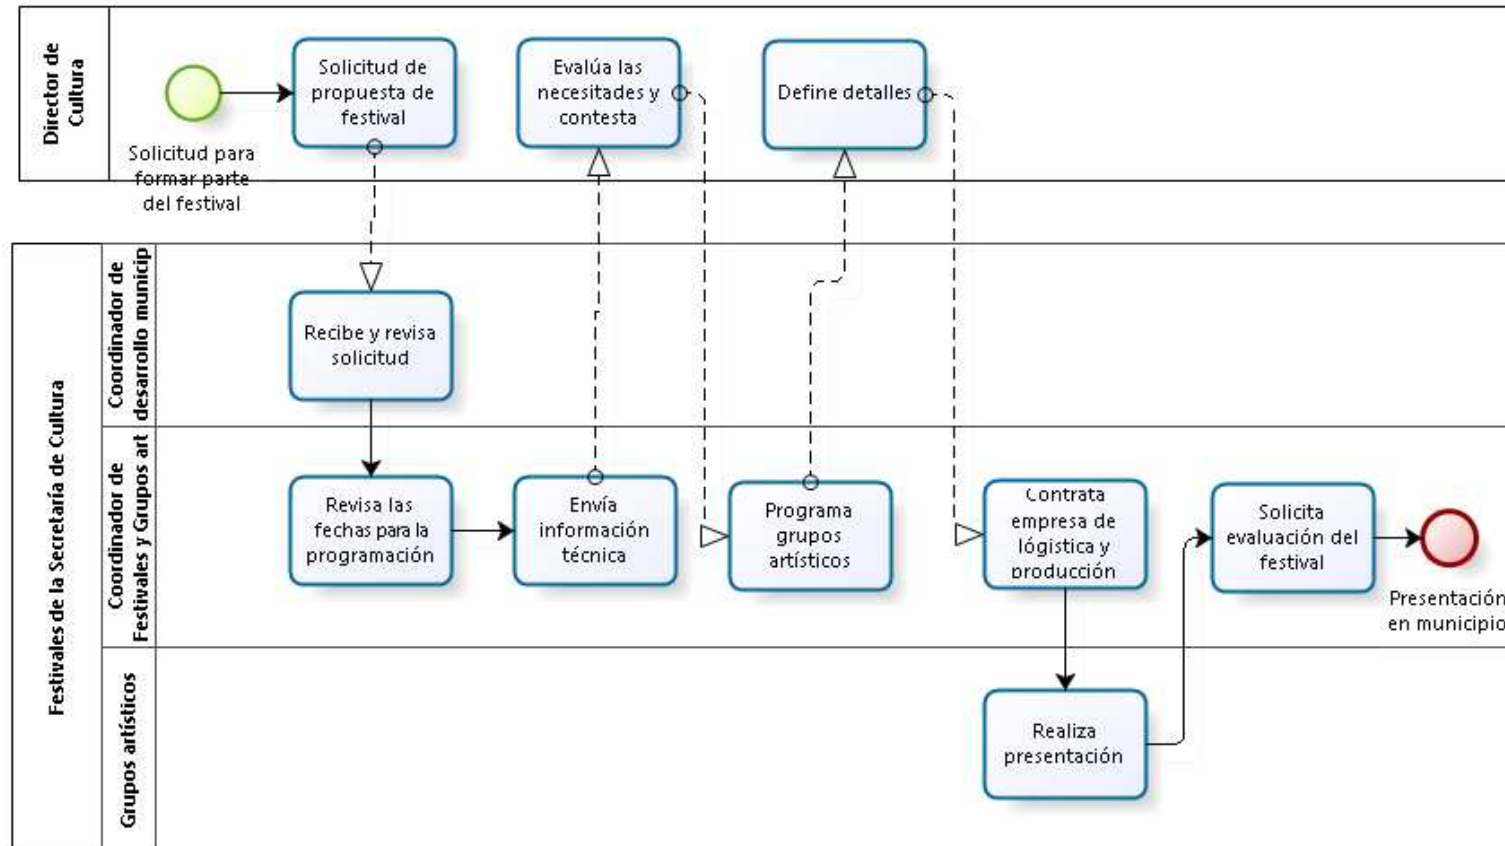 Director de
Cultura
Solicitud para
formar parte
del festival
Solicitud de
propuesta de
festival
Evalúa las
necesitades y
contesta
Define detalles
Festivales de la Secretaría de Cultura
Coordinador de
desarrollo municip
Recibe y revisa
solicitud
Coordinador de
Festivales y Grupos art
Revisa las
fechas para la
programación
Envía
información
técnica
Programa
grupos
artísticos
Contrata
empresa de
lógistica y
producción
Solicita
evaluación del
festival
Presentación
en municipio
Grupos artísticos
Realiza
presentación